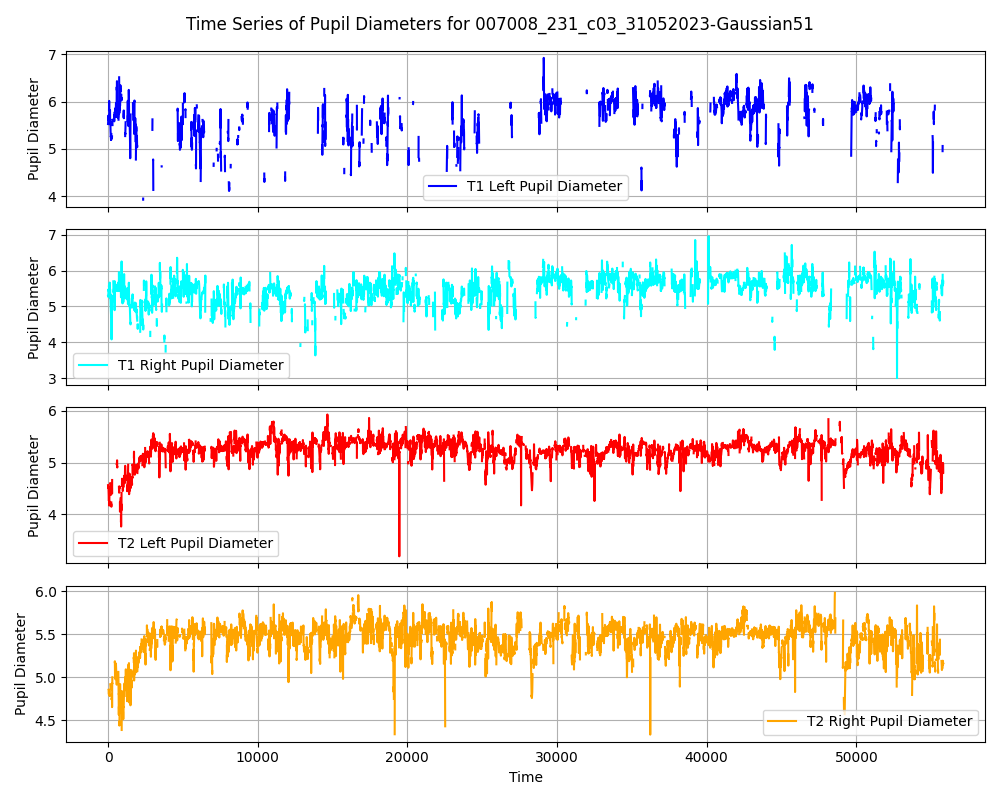 Time Series of Pupil Diameters for 007008_231_c03_31052023-Gaussian51
7
6
5
4
Pupil Diameter
T1 Left Pupil Diameter
7
6
5
4
3
Pupil Diameter
T1 Right Pupil Diameter
6
5
4
Pupil Diameter
T2 Left Pupil Diameter
6.0
5.5
5.0
4.5
Pupil Diameter
T2 Right Pupil Diameter
0 10000 20000 30000 40000 50000
Time